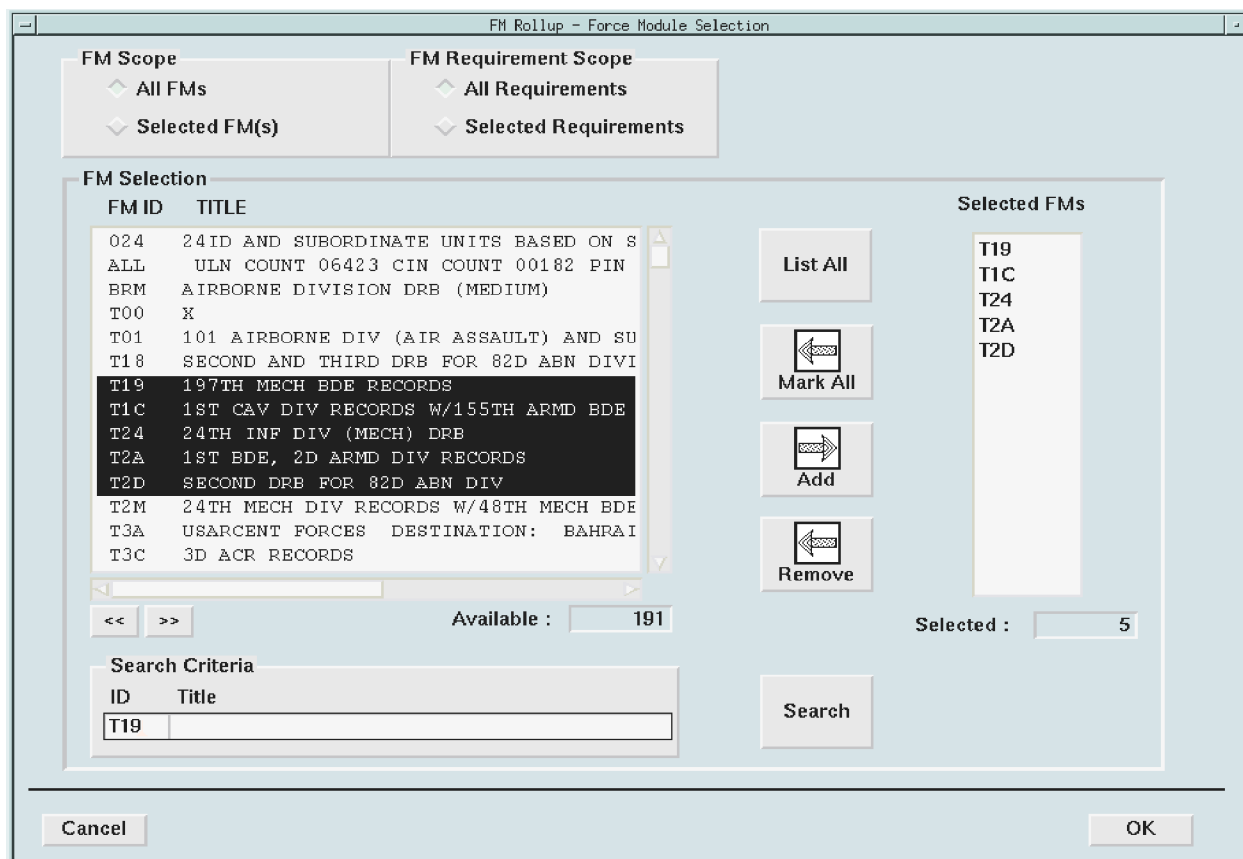 FM Rollup - Force Module Selection
FM Scope
All FMs
Selected FM(s)
FM Requirement Scope
All Requirements
Selected Requirements
FM Selection
FM ID TITLE
024 24ID AND SUBORDINATE UNITS BASED ON S
ALL ULN COUNT 06423 CIN COUNT 00182 PIN
BRM AIRBORNE DIVISION DRB (MEDIUM)
T00 X
T01 101 AIRBORNE DIV (AIR ASSAULT) AND SU
T18 SECOND AND THIRD DRB FOR 82D ABN DIVI
T19 197TH MECH BDE RECORDS
T1C 1ST CAV DIV RECORDS W/155TH ARMD BDE
T24 24TH INF DIV (MECH) DRB
T2A 1ST BDE, 2D ARMD DIV RECORDS
T2D SECOND DRB FOR 82D ABN DIV
T2M 24TH MECH DIV RECORDS W/48TH MECH BDE
T3A USARCENT FORCES DESTINATION: BAHRAI
T3C 3D ACR RECORDS
<< >>
Available : 191
List All
Mark All
Add
Remove
Selected FMs
T19
T1C
T24
T2A
T2D
Selected : 5
Search Criteria
ID Title
T19
Search
Cancel
OK